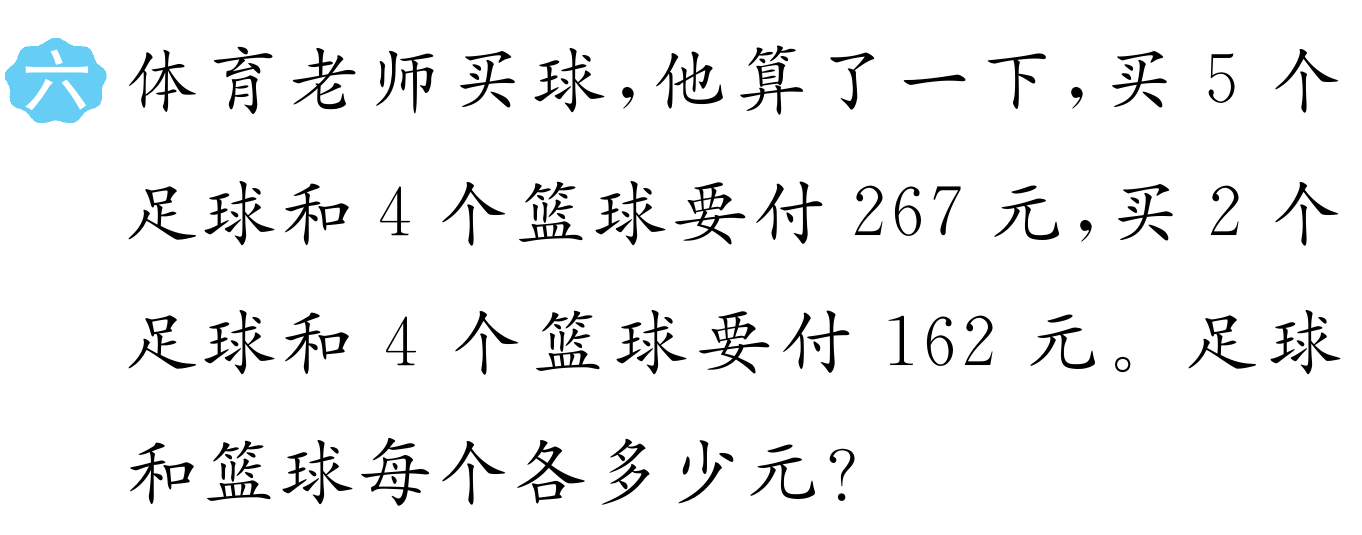 六 体育老师买球,他算了一下,买 5 个
足球和 4 个篮球要付 267 元,买 2 个
足球和 4 个篮球要付 162 元。足球
和篮球每个各多少元?